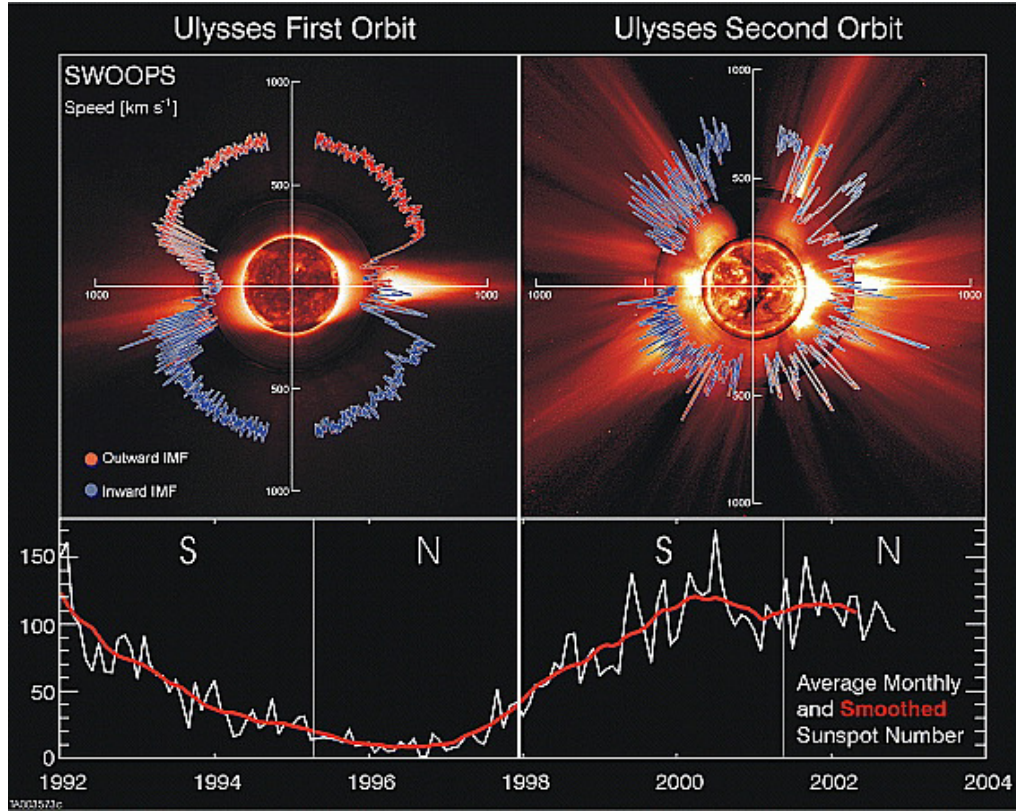 Ulysses First Orbit
Ulysses Second Orbit
SWOOPS
Speed [km s⁻¹]
1000
500
1000
1000
500
1000
Outward IMF
Inward IMF
1000
500
1000
1000
500
1000
S
N
S
N
150
100
50
0
Average Monthly
and Smoothed
Sunspot Number
1992
1994
1996
1998
2000
2002
2004